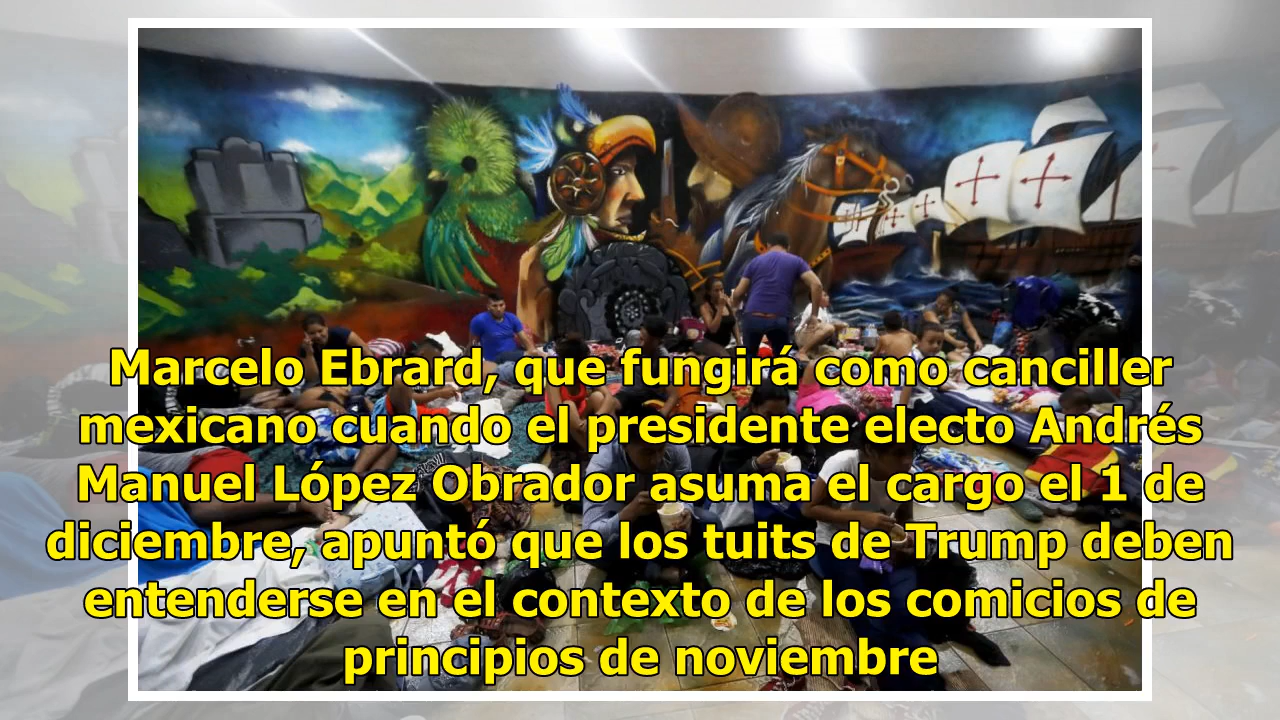 Marcelo Ebrard, que fungirá como canciller
mexicano cuando el presidente electo Andrés
Manuel López Obrador asuma el cargo el 1 de
diciembre, apuntó que los tuits de Trump deben
entenderse en el contexto de los comicios de
principios de noviembre